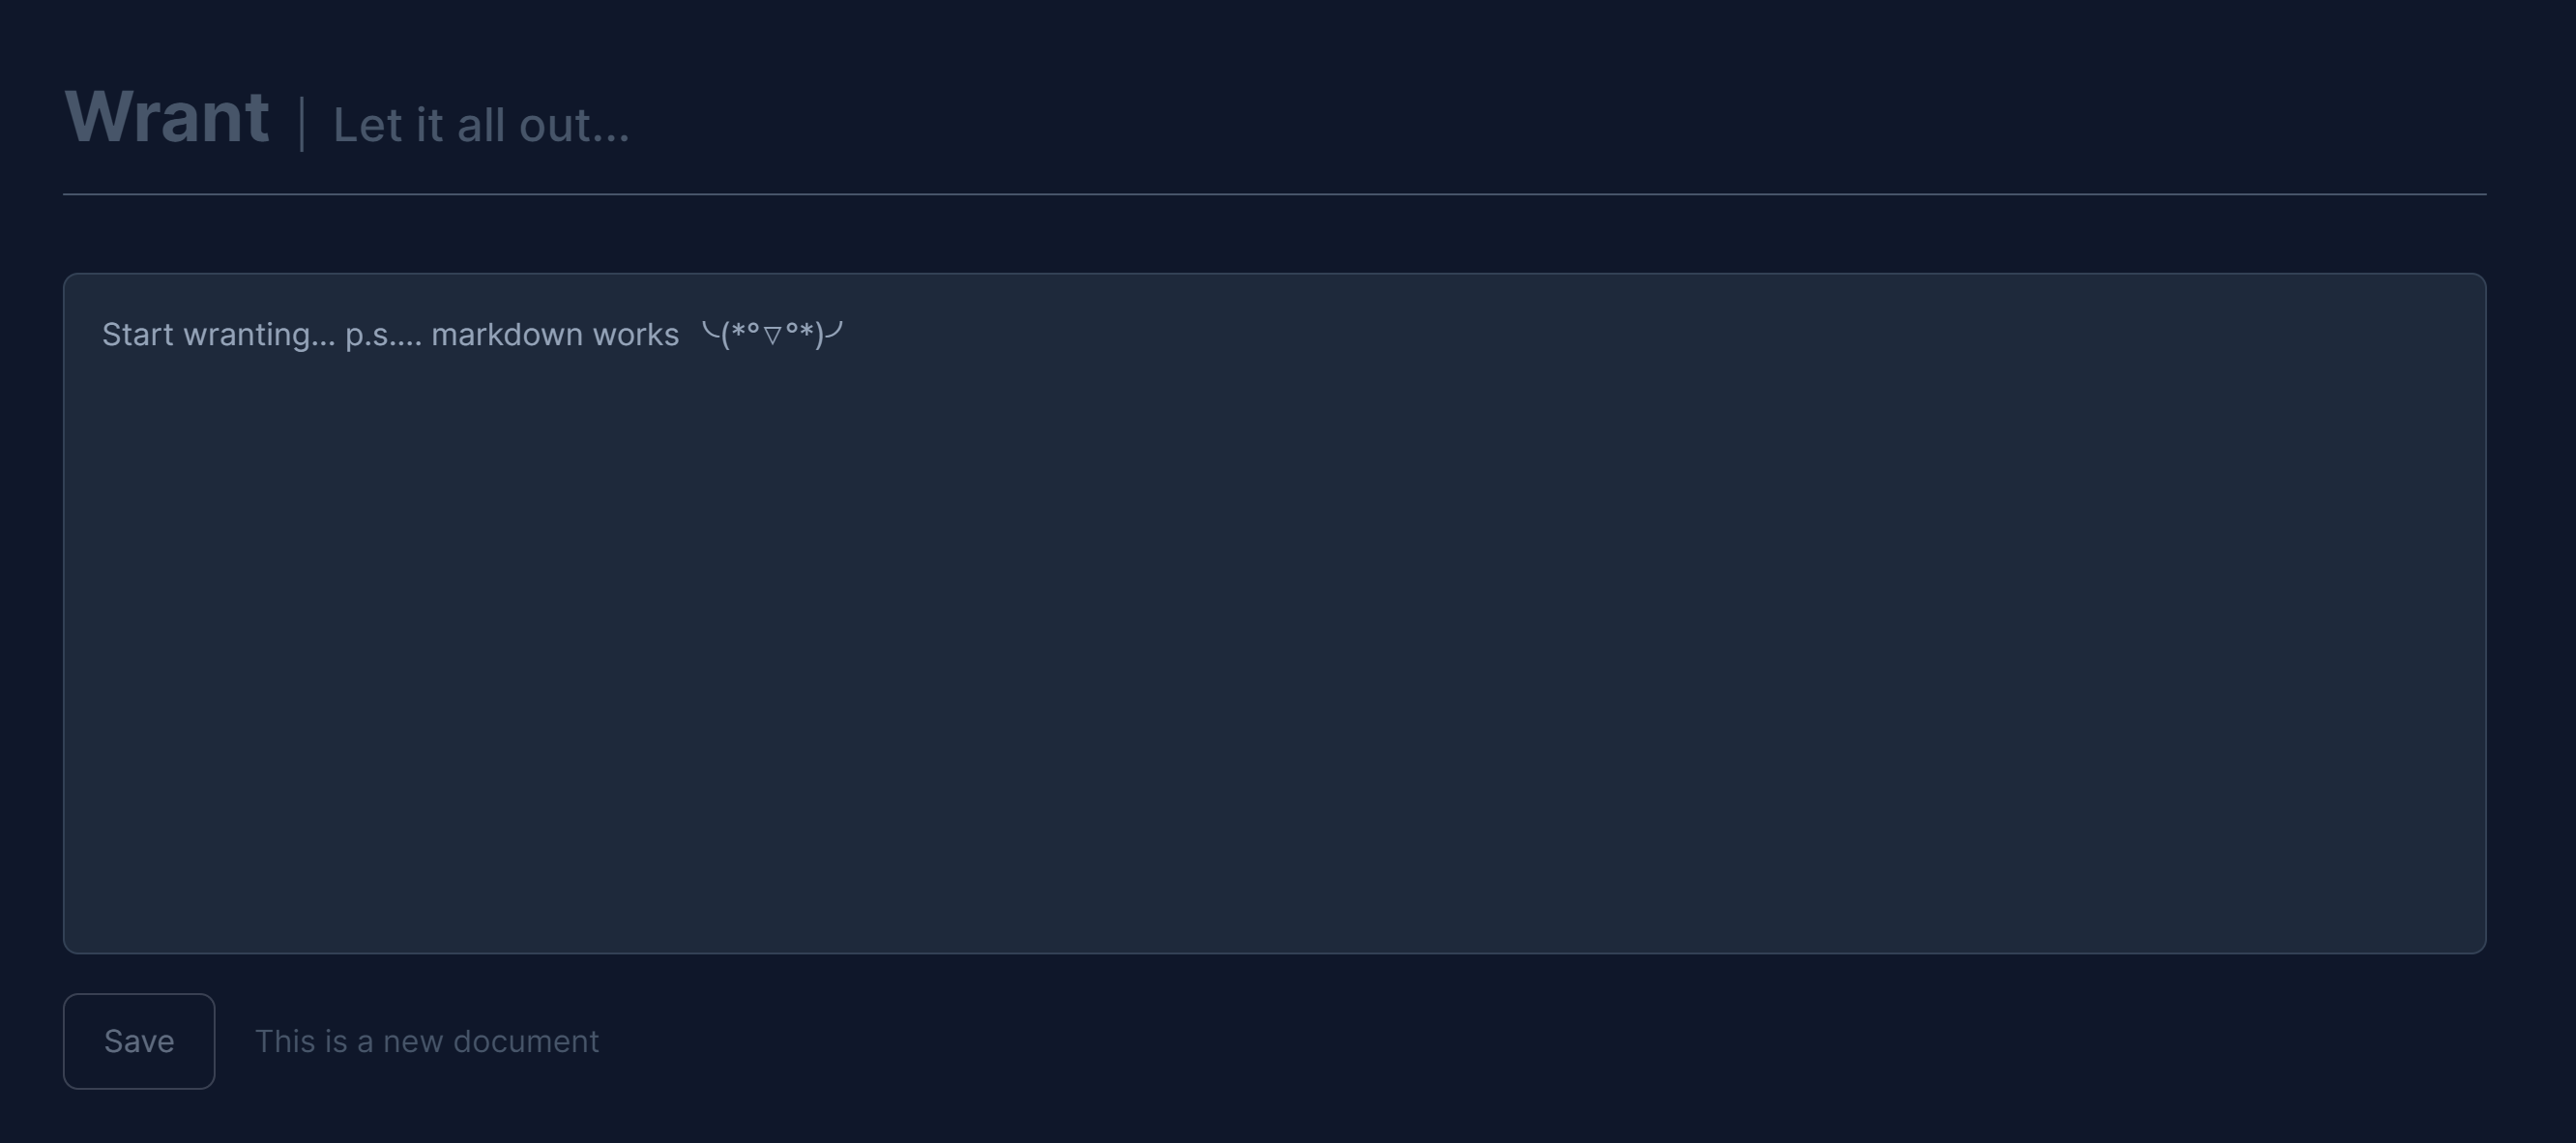 Wrant | Let it all out...
Start wranting... p.s.... markdown works ╰(*°▽°*)╯
Save
This is a new document